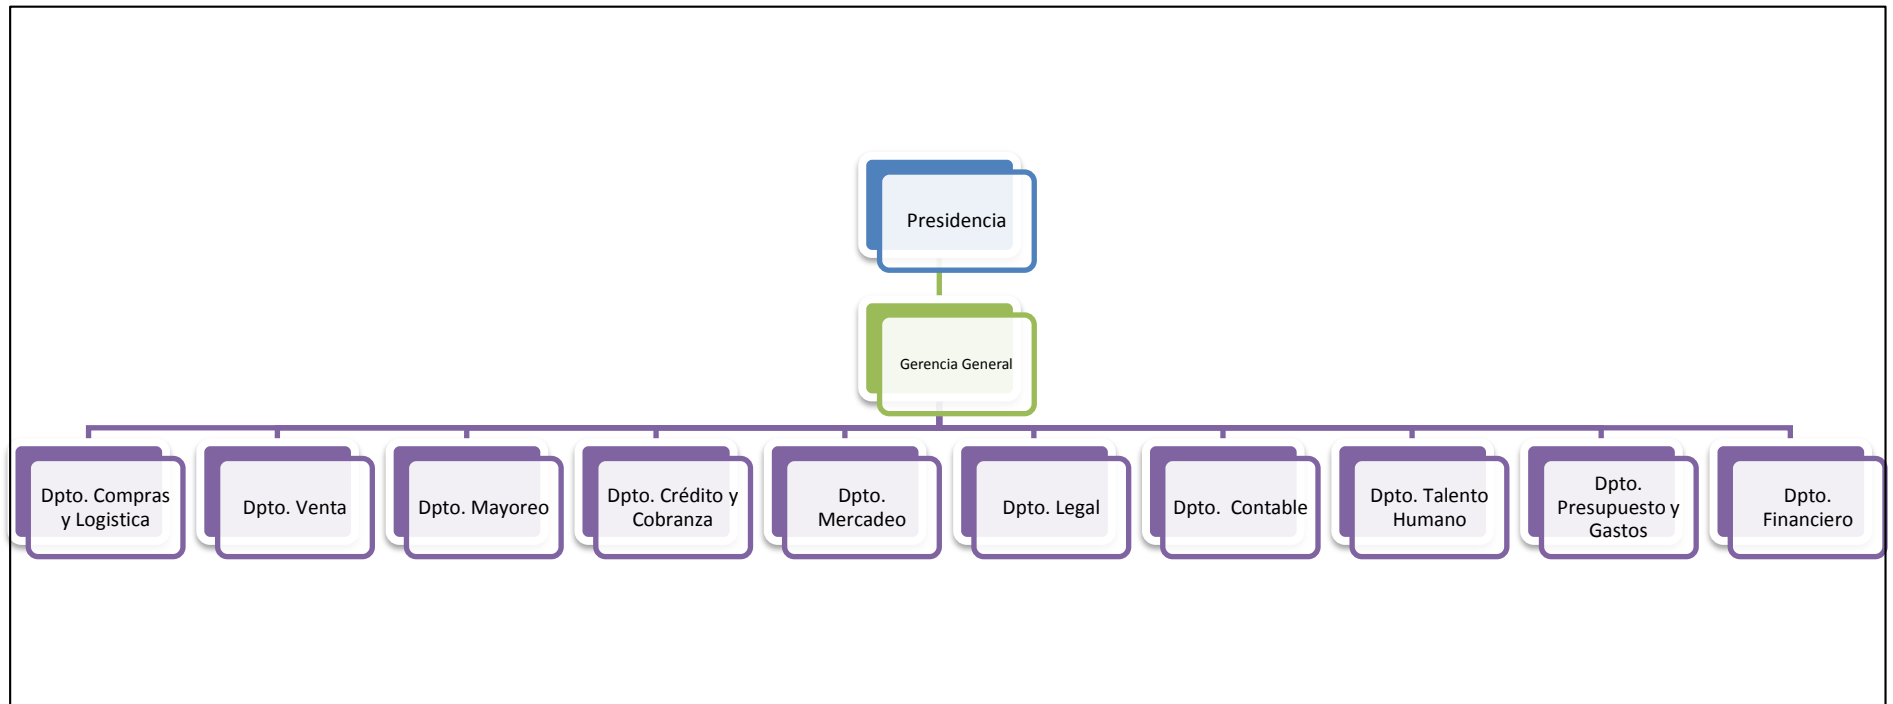 Presidencia
Gerencia General
Dpto. Compras
y Logistica
Dpto. Venta
Dpto. Mayoreo
Dpto. Crédito y
Cobranza
Dpto.
Mercadeo
Dpto. Legal
Dpto.  Contable
Dpto. Talento
Humano
Dpto.
Presupuesto y
Gastos
Dpto.
Financiero